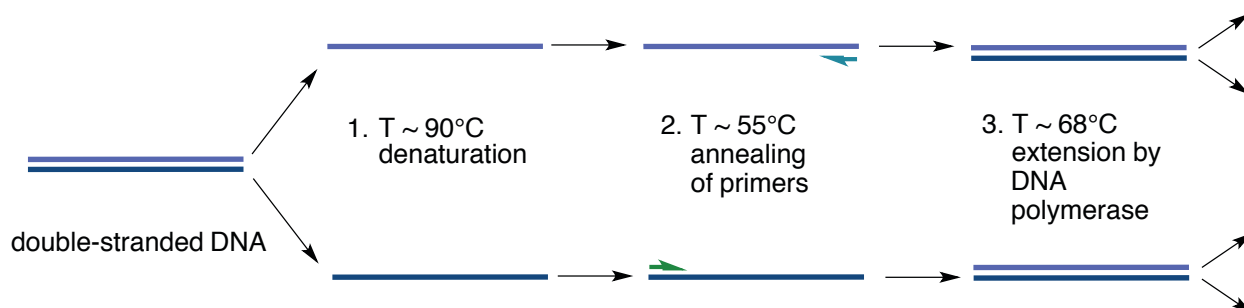 1. T ~ 90°C
denaturation
2. T ~ 55°C
annealing
of primers
3. T ~ 68°C
extension by
DNA
polymerase
double-stranded DNA